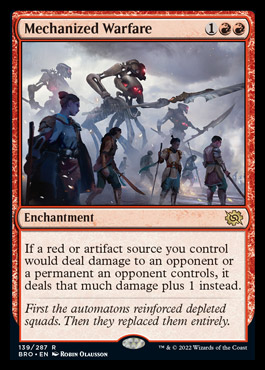 Mechanized Warfare 1
Enchantment
If a red or artifact source you control
would deal damage to an opponent or
a permanent an opponent controls, it
deals that much damage plus 1 instead.
First the automatons reinforced depleted
squads. Then they replaced them entirely.
139/287 R
BRO • EN Robin Olausson ™ & © 2022 Wizards of the Coast